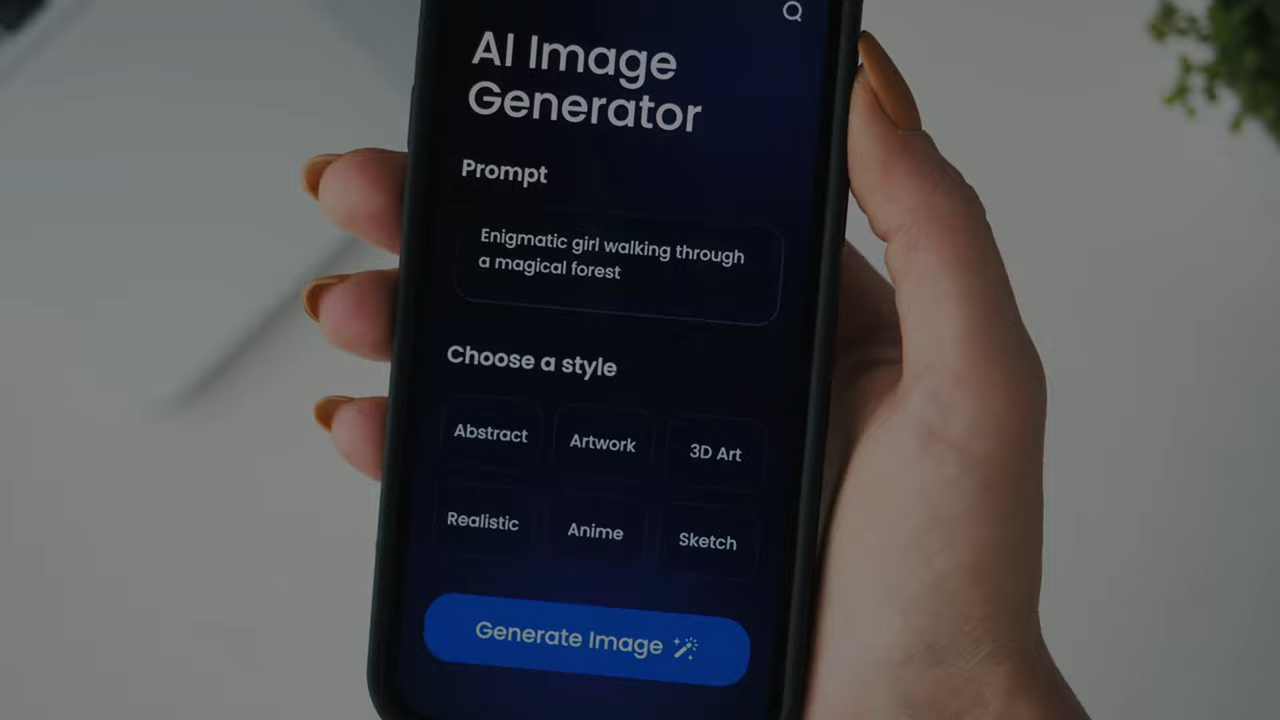 AI Image
Generator
Prompt
Enigmatic girl walking through
a magical forest
Choose a style
Abstract
Artwork
3D Art
Realistic
Anime
Sketch
Generate Image